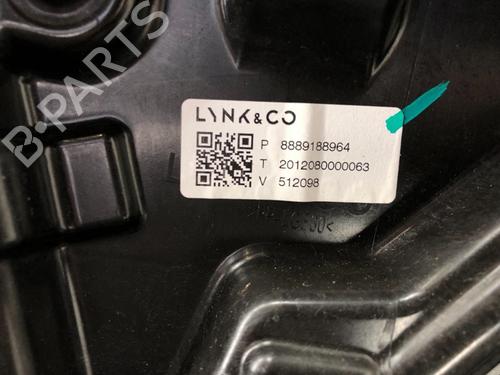 B-PARTS
LYNK&CO
P 8889188964
T 2012080000063
V 512098